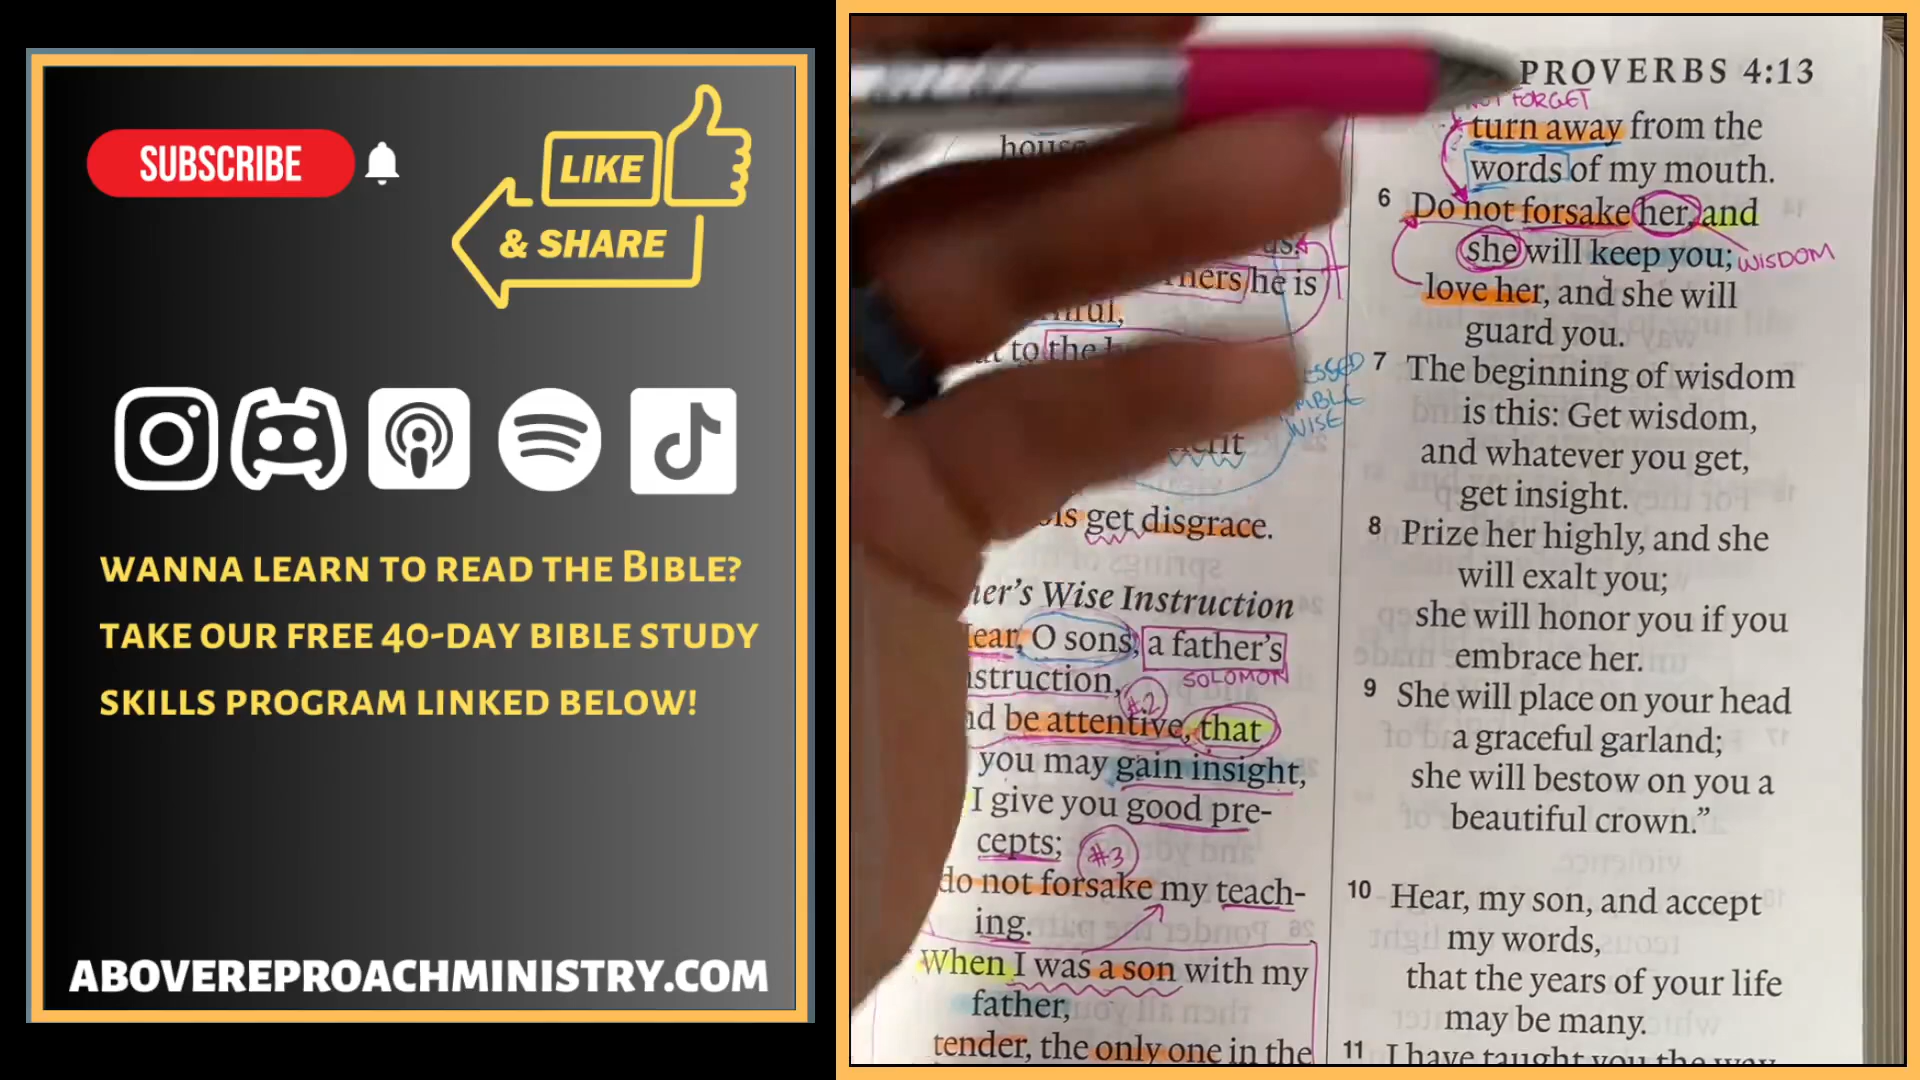 SUBSCRIBE
LIKE
& SHARE
WANNA LEARN TO READ THE BIBLE?
TAKE OUR FREE 40-DAY BIBLE STUDY
SKILLS PROGRAM LINKED BELOW!
ABOVEREPROACHMINISTRY.COM
he is
to the
get disgrace.
Wise Instruction
O sons, a father's
SOLOMON
#2
be attentive, that
you may gain insight,
I give you good pre-
cepts;
#3
do not forsake my teach-
ing.
When I was a son with my
father,
tender, the only one in the
PROVERBS 4:13
FORGET
turn away from the
words of my mouth.
6 Do not forsake her, and
she will keep you;
WISDOM
love her, and she will
guard you.
7 The beginning of wisdom
is this: Get wisdom,
and whatever you get,
get insight.
8 Prize her highly, and she
will exalt you;
she will honor you if you
embrace her.
9 She will place on your head
a graceful garland;
she will bestow on you a
beautiful crown.”
10 Hear, my son, and accept
my words,
that the years of your life
may be many.
11 I have taught you the way